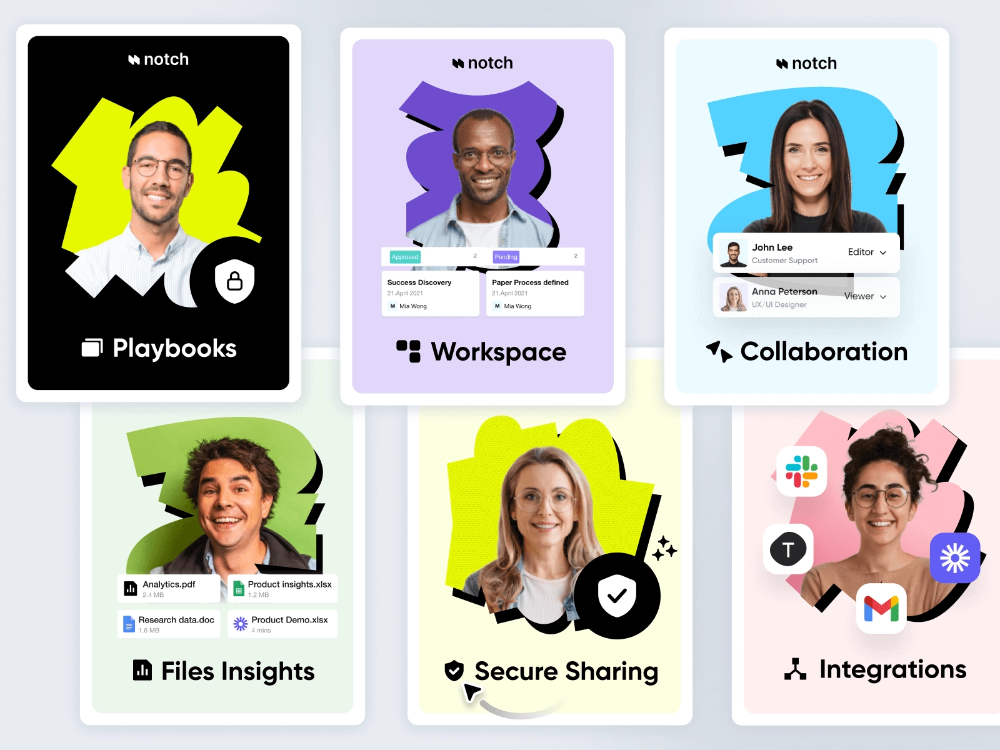 notch
Approved 2 Pending 2
Success Discovery
21.April 2021
M Mia Wong
Paper Process defined
21.April 2021
M Mia Wong
notch
John Lee
Customer Support
Editor
Anna Peterson
UX/UI Designer
Viewer
notch
Playbooks
Workspace
Collaboration
Analytics.pdf
2.4 MB
Product insights.xlsx
1.2 MB
Research data.doc
1.6 MB
Product Demo.xlsx
4 mins
T
Files Insights
Secure Sharing
Integrations